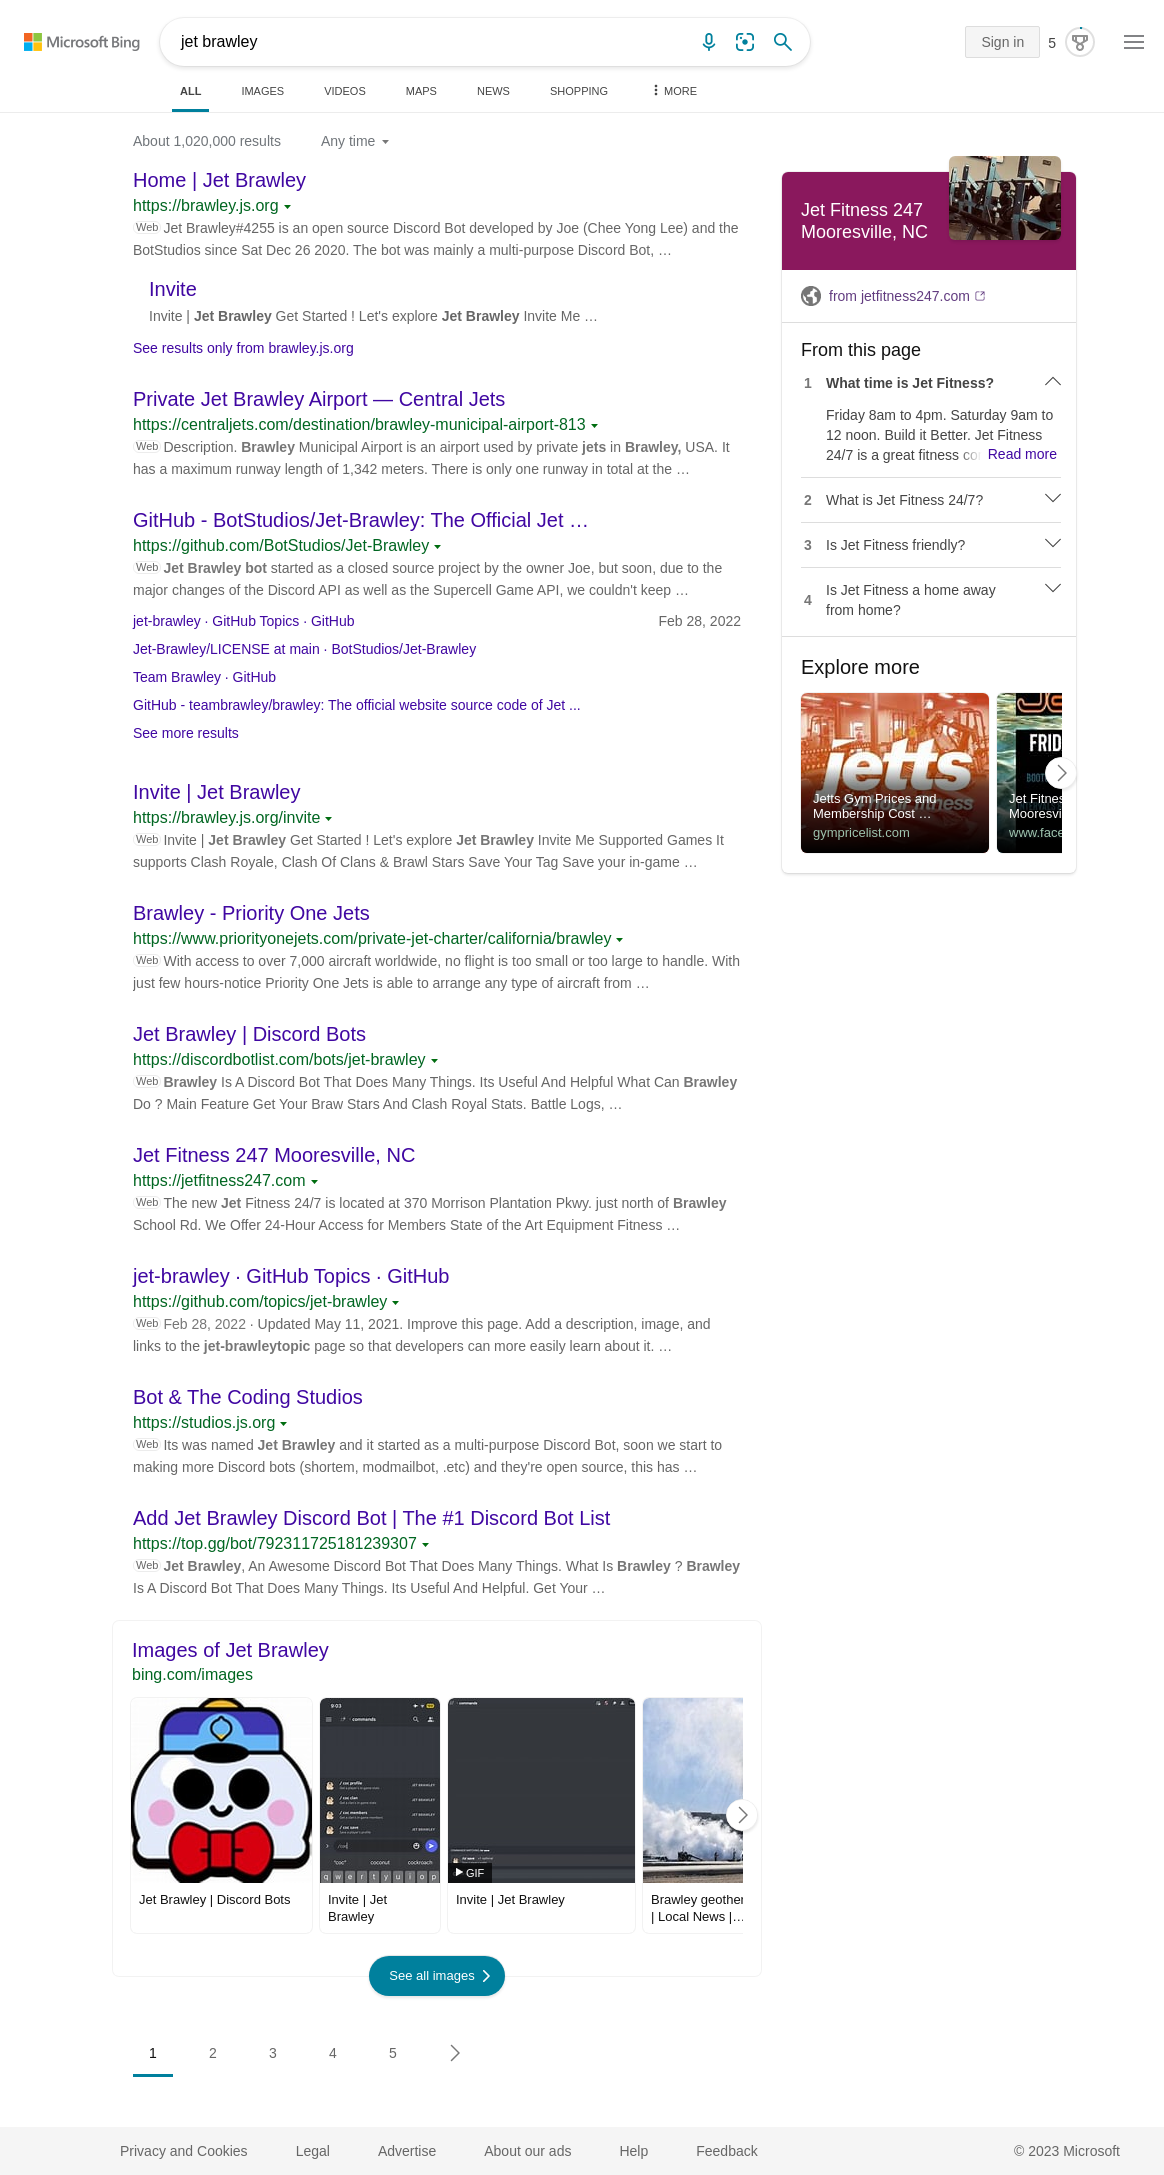 Microsoft Bing
jet brawley
Sign in
5
ALL
IMAGES
VIDEOS
MAPS
NEWS
SHOPPING
MORE
About 1,020,000 results
Any time
Home | Jet Brawley
https://brawley.js.org
Web Jet Brawley#4255 is an open source Discord Bot developed by Joe (Chee Yong Lee) and the
BotStudios since Sat Dec 26 2020. The bot was mainly a multi-purpose Discord Bot, …
Invite
Invite | Jet Brawley Get Started ! Let's explore Jet Brawley Invite Me …
See results only from brawley.js.org
Private Jet Brawley Airport — Central Jets
https://centraljets.com/destination/brawley-municipal-airport-813
Web Description. Brawley Municipal Airport is an airport used by private jets in Brawley, USA. It
has a maximum runway length of 1,342 meters. There is only one runway in total at the …
GitHub - BotStudios/Jet-Brawley: The Official Jet …
https://github.com/BotStudios/Jet-Brawley
Web Jet Brawley bot started as a closed source project by the owner Joe, but soon, due to the
major changes of the Discord API as well as the Supercell Game API, we couldn't keep …
jet-brawley · GitHub Topics · GitHub
Feb 28, 2022
Jet-Brawley/LICENSE at main · BotStudios/Jet-Brawley
Team Brawley · GitHub
GitHub - teambrawley/brawley: The official website source code of Jet ...
See more results
Invite | Jet Brawley
https://brawley.js.org/invite
Web Invite | Jet Brawley Get Started ! Let's explore Jet Brawley Invite Me Supported Games It
supports Clash Royale, Clash Of Clans & Brawl Stars Save Your Tag Save your in-game …
Brawley - Priority One Jets
https://www.priorityonejets.com/private-jet-charter/california/brawley
Web With access to over 7,000 aircraft worldwide, no flight is too small or too large to handle. With
just few hours-notice Priority One Jets is able to arrange any type of aircraft from …
Jet Brawley | Discord Bots
https://discordbotlist.com/bots/jet-brawley
Web Brawley Is A Discord Bot That Does Many Things. Its Useful And Helpful What Can Brawley
Do ? Main Feature Get Your Braw Stars And Clash Royal Stats. Battle Logs, …
Jet Fitness 247 Mooresville, NC
https://jetfitness247.com
Web The new Jet Fitness 24/7 is located at 370 Morrison Plantation Pkwy. just north of Brawley
School Rd. We Offer 24-Hour Access for Members State of the Art Equipment Fitness …
jet-brawley · GitHub Topics · GitHub
https://github.com/topics/jet-brawley
Web Feb 28, 2022 · Updated May 11, 2021. Improve this page. Add a description, image, and
links to the jet-brawleytopic page so that developers can more easily learn about it. …
Bot & The Coding Studios
https://studios.js.org
Web Its was named Jet Brawley and it started as a multi-purpose Discord Bot, soon we start to
making more Discord bots (shortem, modmailbot, .etc) and they're open source, this has …
Add Jet Brawley Discord Bot | The #1 Discord Bot List
https://top.gg/bot/792311725181239307
Web Jet Brawley, An Awesome Discord Bot That Does Many Things. What Is Brawley ? Brawley
Is A Discord Bot That Does Many Things. Its Useful And Helpful. Get Your …
Images of Jet Brawley
bing.com/images
9:03
commands
/ coc profile
/ coc clan
/ coc members
/ coc save
JET BRAWLEY
JET BRAWLEY
JET BRAWLEY
JET BRAWLEY
"coc"
coconut
cockroach
q w e r t y u i o p
commands
GIF
Jet Brawley | Discord Bots
Invite | Jet
Brawley
Invite | Jet Brawley
Brawley geother
| Local News |…
See all images
1
2
3
4
5
Jet Fitness 247
Mooresville, NC
from jetfitness247.com
From this page
1 What time is Jet Fitness?
Friday 8am to 4pm. Saturday 9am to
12 noon. Build it Better. Jet Fitness
24/7 is a great fitness co Read more
2 What is Jet Fitness 24/7?
3 Is Jet Fitness friendly?
4 Is Jet Fitness a home away
from home?
Explore more
jetts
24 hour fitness
Jetts Gym Prices and
Membership Cost …
gympricelist.com
FRID
BOOT
Jet Fitnes
Mooresvi
www.face
Privacy and Cookies
Legal
Advertise
About our ads
Help
Feedback
© 2023 Microsoft